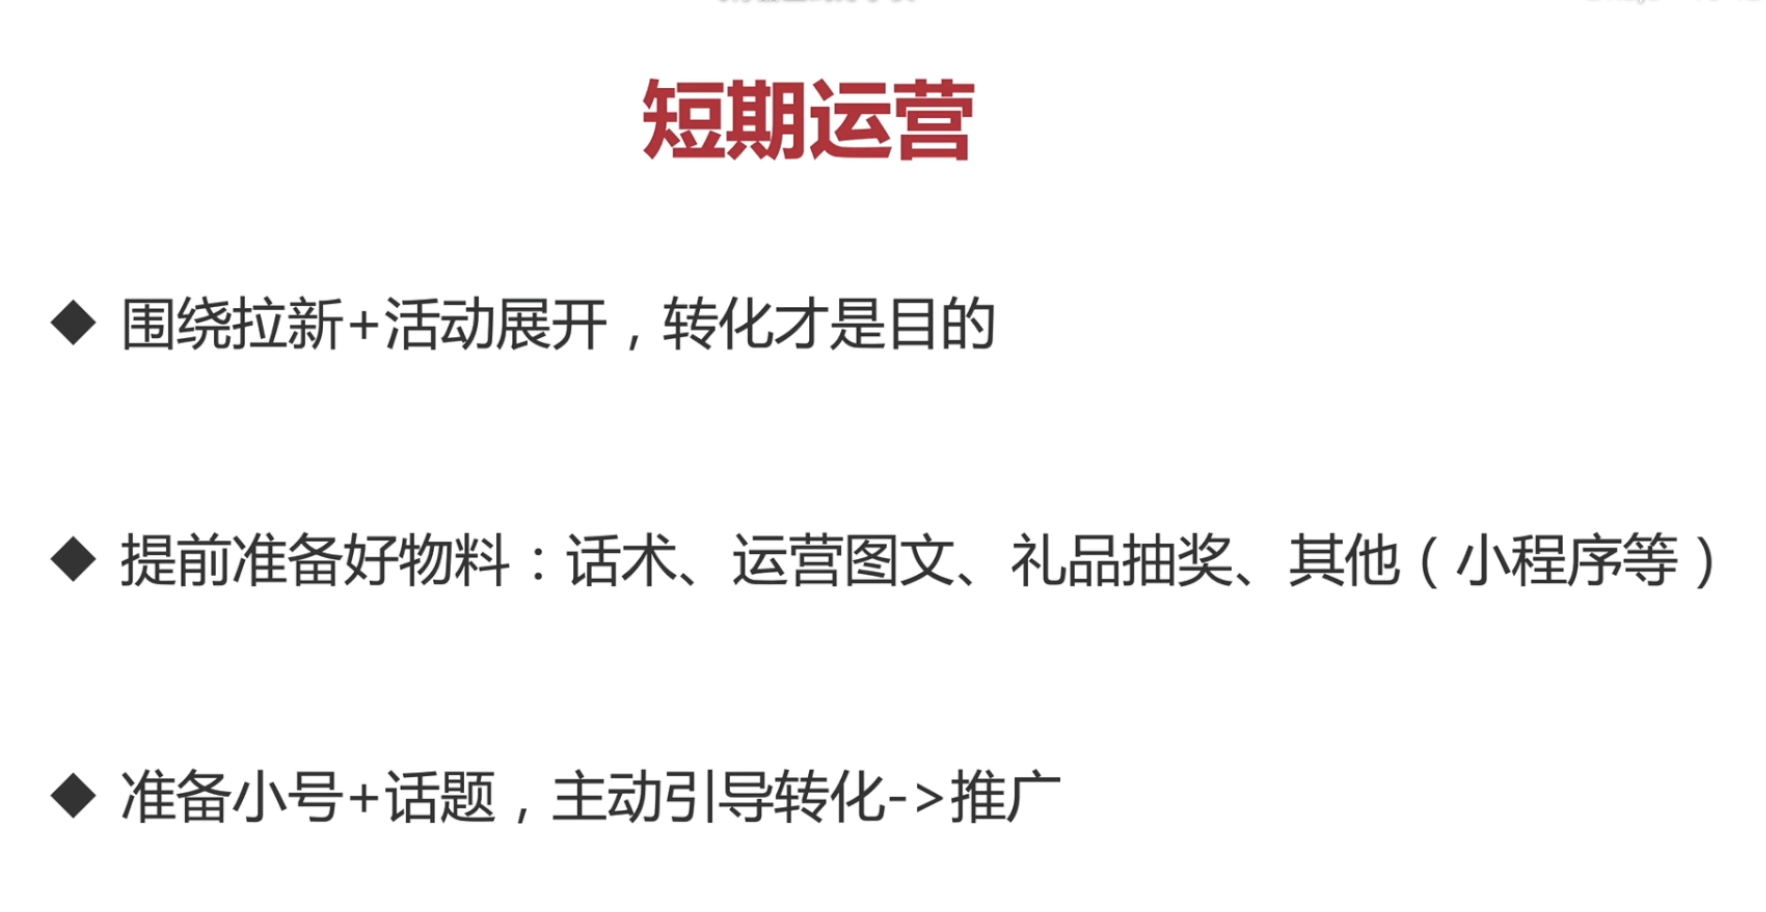 短期运营
◆ 围绕拉新+活动展开，转化才是目的
◆ 提前准备好物料：话术、运营图文、礼品抽奖、其他（小程序等）
◆ 准备小号+话题，主动引导转化->推广